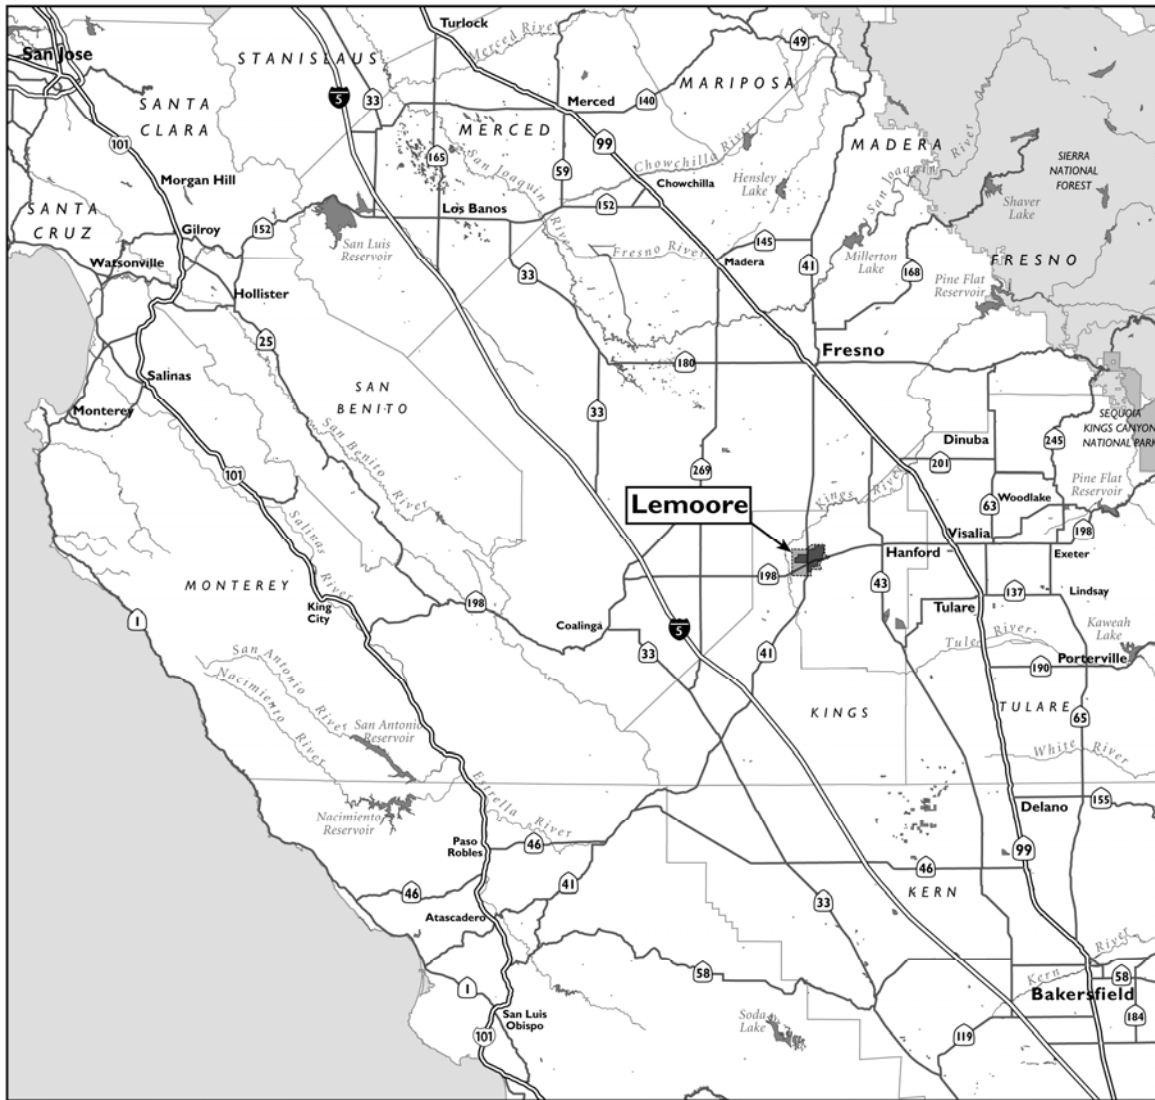 Turlock
Merced River
49
San Jose
STANISLAUS
MARIPOSA
5
33
140
Merced
SANTA
CLARA
MERCED
99
101
165
59
Chowchilla River
MADERA
San Joaquin River
SIERRA
NATIONAL
FOREST
Morgan Hill
San Joaquin River
Chowchilla
Hensley
Lake
Shaver
Lake
SANTA
CRUZ
Los Banos
152
152
Gilroy
San Luis
Reservoir
Fresno River
145
Millerton
Lake
FRESNO
Watsonville
Madera
41
168
33
Pine Flat
Reservoir
Hollister
25
Fresno
180
Salinas
SAN
BENITO
33
Monterey
SEQUOIA
KINGS CANYON
NATIONAL PARK
San Benito River
Dinuba
245
201
101
269
Kings River
Pine Flat
Reservoir
Lemoore
63
Woodlake
Salinas River
Visalia
198
Hanford
Exeter
MONTEREY
198
43
137
Lindsay
King
City
198
Tulare
1
Coalinga
5
Kaweah
Lake
Tule River
33
41
190
Porterville
San Antonio River
Nacimiento River
KINGS
TULARE
65
San Antonio
Reservoir
White River
Estrella River
155
Delano
Nacimiento
Reservoir
Paso
Robles
46
99
46
41
46
KERN
33
Atascadero
Kern River
58
58
1
Bakersfield
San Luis
Obispo
Soda
Lake
184
101
119